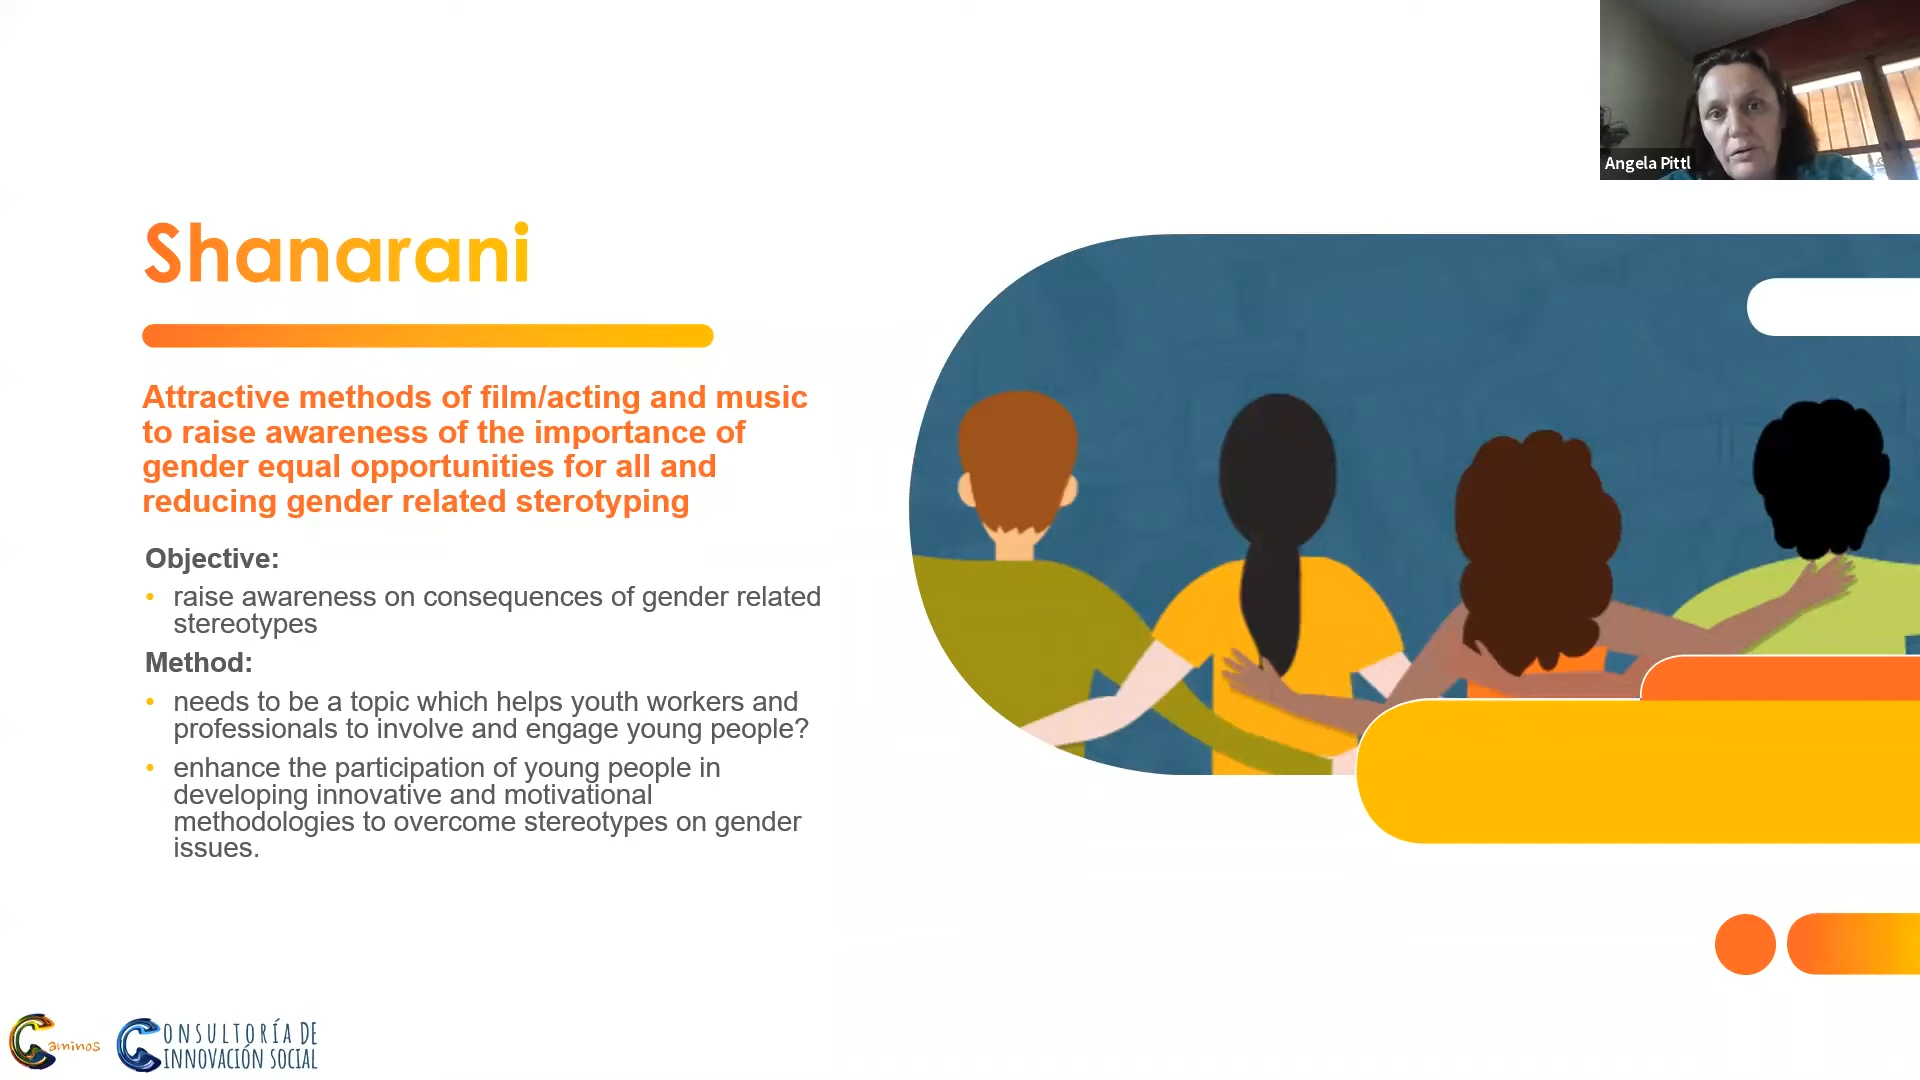 Angela Pittl
Shanarani
Attractive methods of film/acting and music
to raise awareness of the importance of
gender equal opportunities for all and
reducing gender related sterotyping
Objective:
• raise awareness on consequences of gender related
stereotypes
Method:
• needs to be a topic which helps youth workers and
professionals to involve and engage young people?
• enhance the participation of young people in
developing innovative and motivational
methodologies to overcome stereotypes on gender
issues.
Caminos
CONSULTORÍA DE
INNOVACIÓN SOCIAL